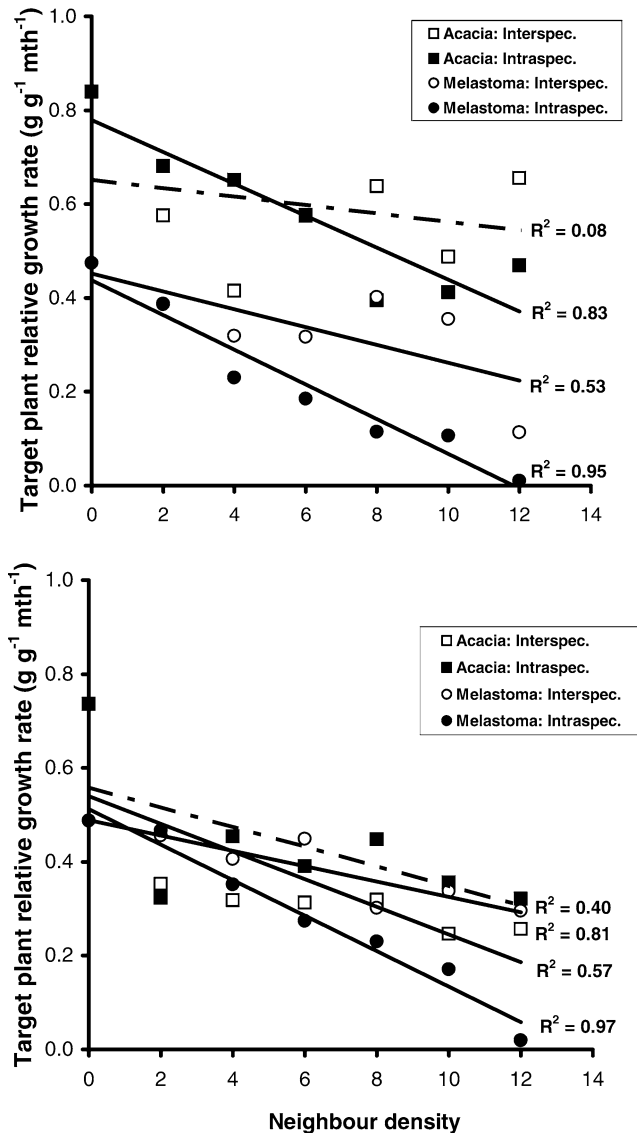 1.0
Acacia: Interspec.
Acacia: Intraspec.
Melastoma: Interspec.
Melastoma: Intraspec.
0.8
0.6
0.4
0.2
0.0
Target plant relative growth rate (g g⁻¹ mth⁻¹)
R² = 0.08
R² = 0.83
R² = 0.53
R² = 0.95
0 2 4 6 8 10 12 14
1.0
Acacia: Interspec.
Acacia: Intraspec.
Melastoma: Interspec.
Melastoma: Intraspec.
0.8
0.6
0.4
0.2
0.0
Target plant relative growth rate (g g⁻¹ mth⁻¹)
R² = 0.40
R² = 0.81
R² = 0.57
R² = 0.97
0 2 4 6 8 10 12 14
Neighbour density